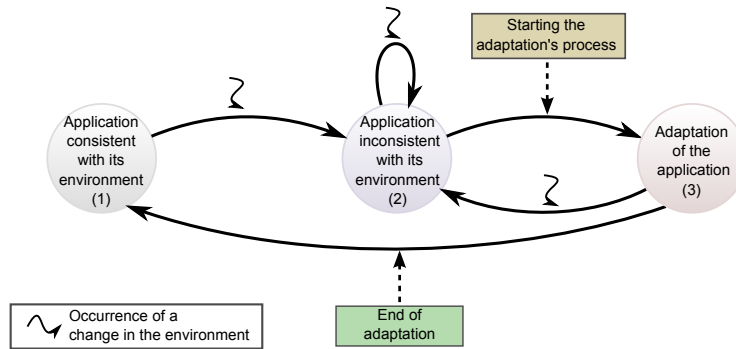 Starting the
adaptation's process
Application
consistent
with its
environment
(1)
Application
inconsistent
with its
environment
(2)
Adaptation
of the
application
(3)
Occurrence of a
change in the environment
End of
adaptation